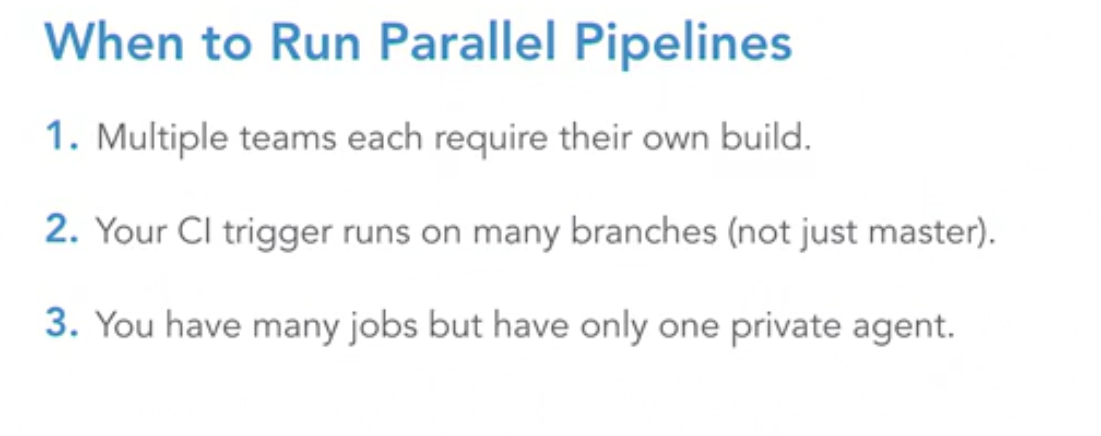 When to Run Parallel Pipelines
1. Multiple teams each require their own build.
2. Your CI trigger runs on many branches (not just master).
3. You have many jobs but have only one private agent.